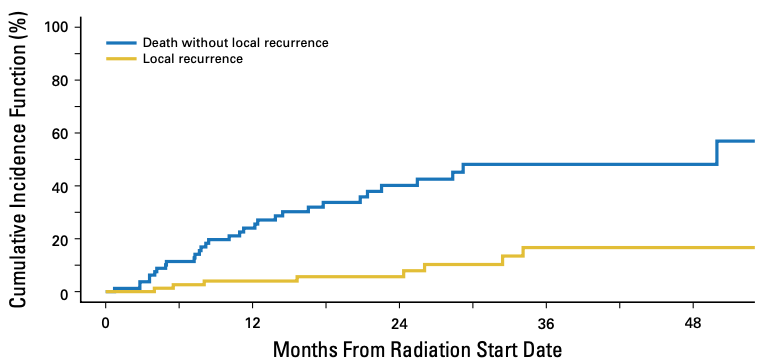 Cumulative Incidence Function (%)
100
80
60
40
20
0
Death without local recurrence
Local recurrence
0 12 24 36 48
Months From Radiation Start Date